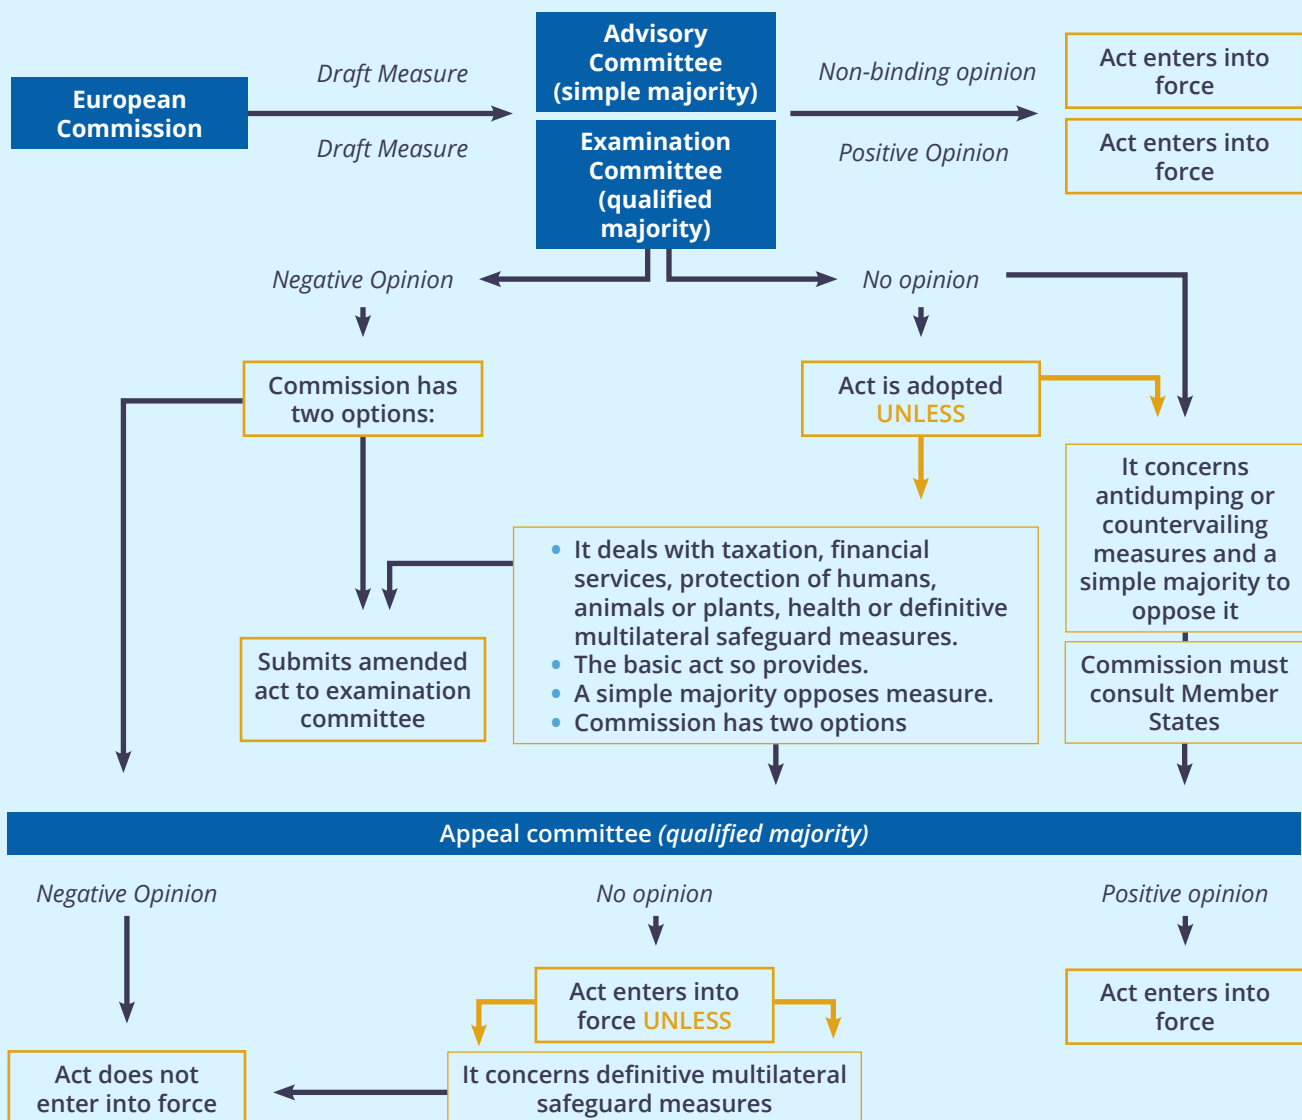 European
Commission
Draft Measure
Draft Measure
Advisory
Committee
(simple majority)
Examination
Committee
(qualified
majority)
Non-binding opinion
Positive Opinion
Act enters into
force
Act enters into
force
Negative Opinion
No opinion
Commission has
two options:
Act is adopted
UNLESS
It concerns
antidumping or
countervailing
measures and a
simple majority to
oppose it
• It deals with taxation, financial
services, protection of humans,
animals or plants, health or definitive
multilateral safeguard measures.
• The basic act so provides.
• A simple majority opposes measure.
• Commission has two options
Submits amended
act to examination
committee
Commission must
consult Member
States
Appeal committee (qualified majority)
Negative Opinion
No opinion
Positive opinion
Act enters into
force UNLESS
Act enters into
force
Act does not
enter into force
It concerns definitive multilateral
safeguard measures